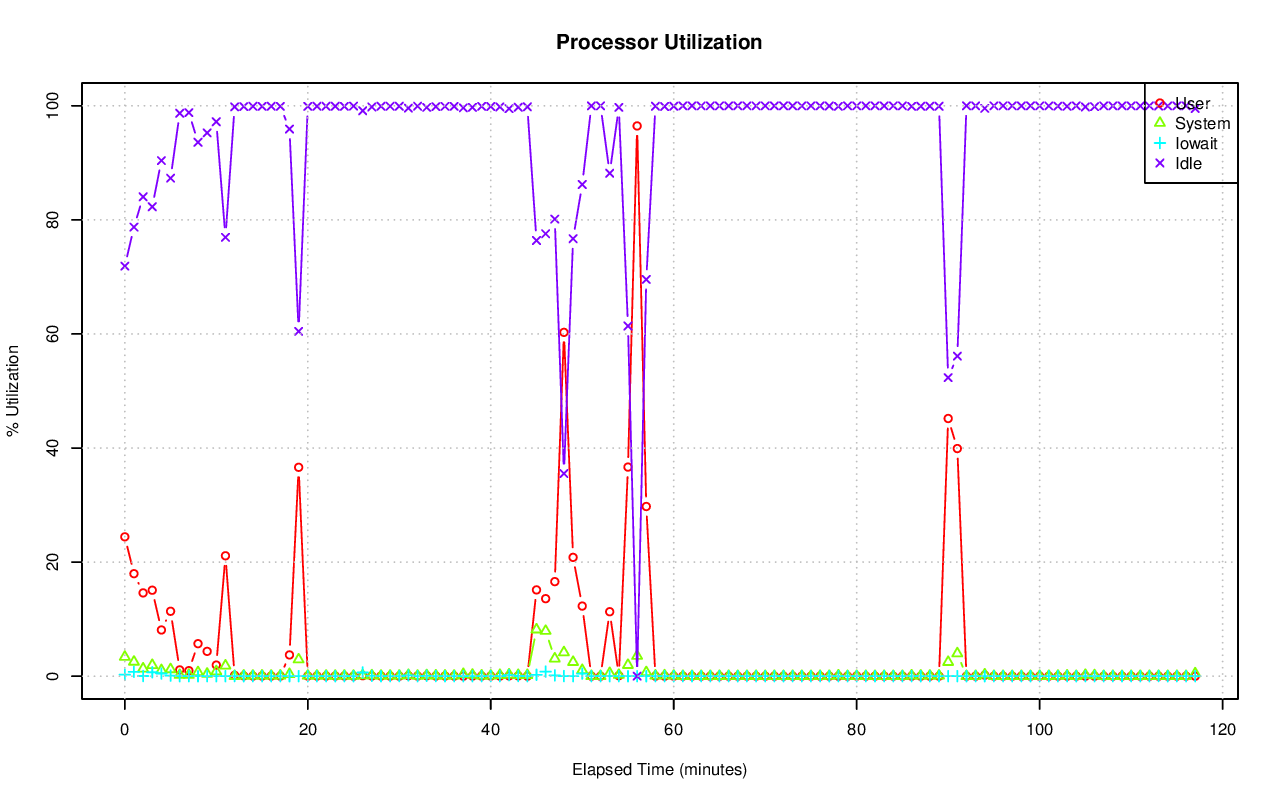 Processor Utilization
% Utilization
100
80
60
40
20
0
User
System
Iowait
Idle
0 20 40 60 80 100 120
Elapsed Time (minutes)